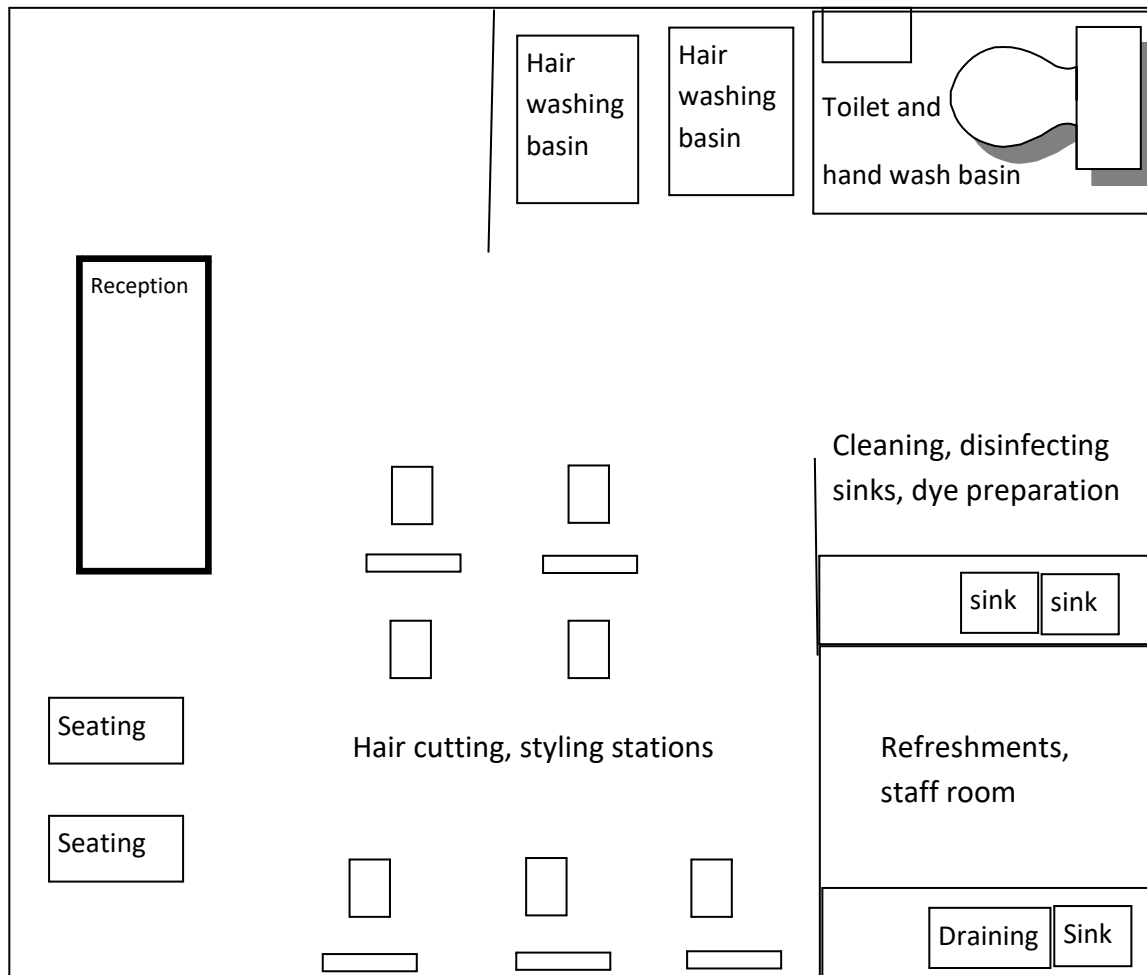 Hair
washing
basin
Hair
washing
basin
Toilet and
hand wash basin
Reception
Cleaning, disinfecting
sinks, dye preparation
sink
sink
Seating
Hair cutting, styling stations
Refreshments,
staff room
Seating
Draining
Sink